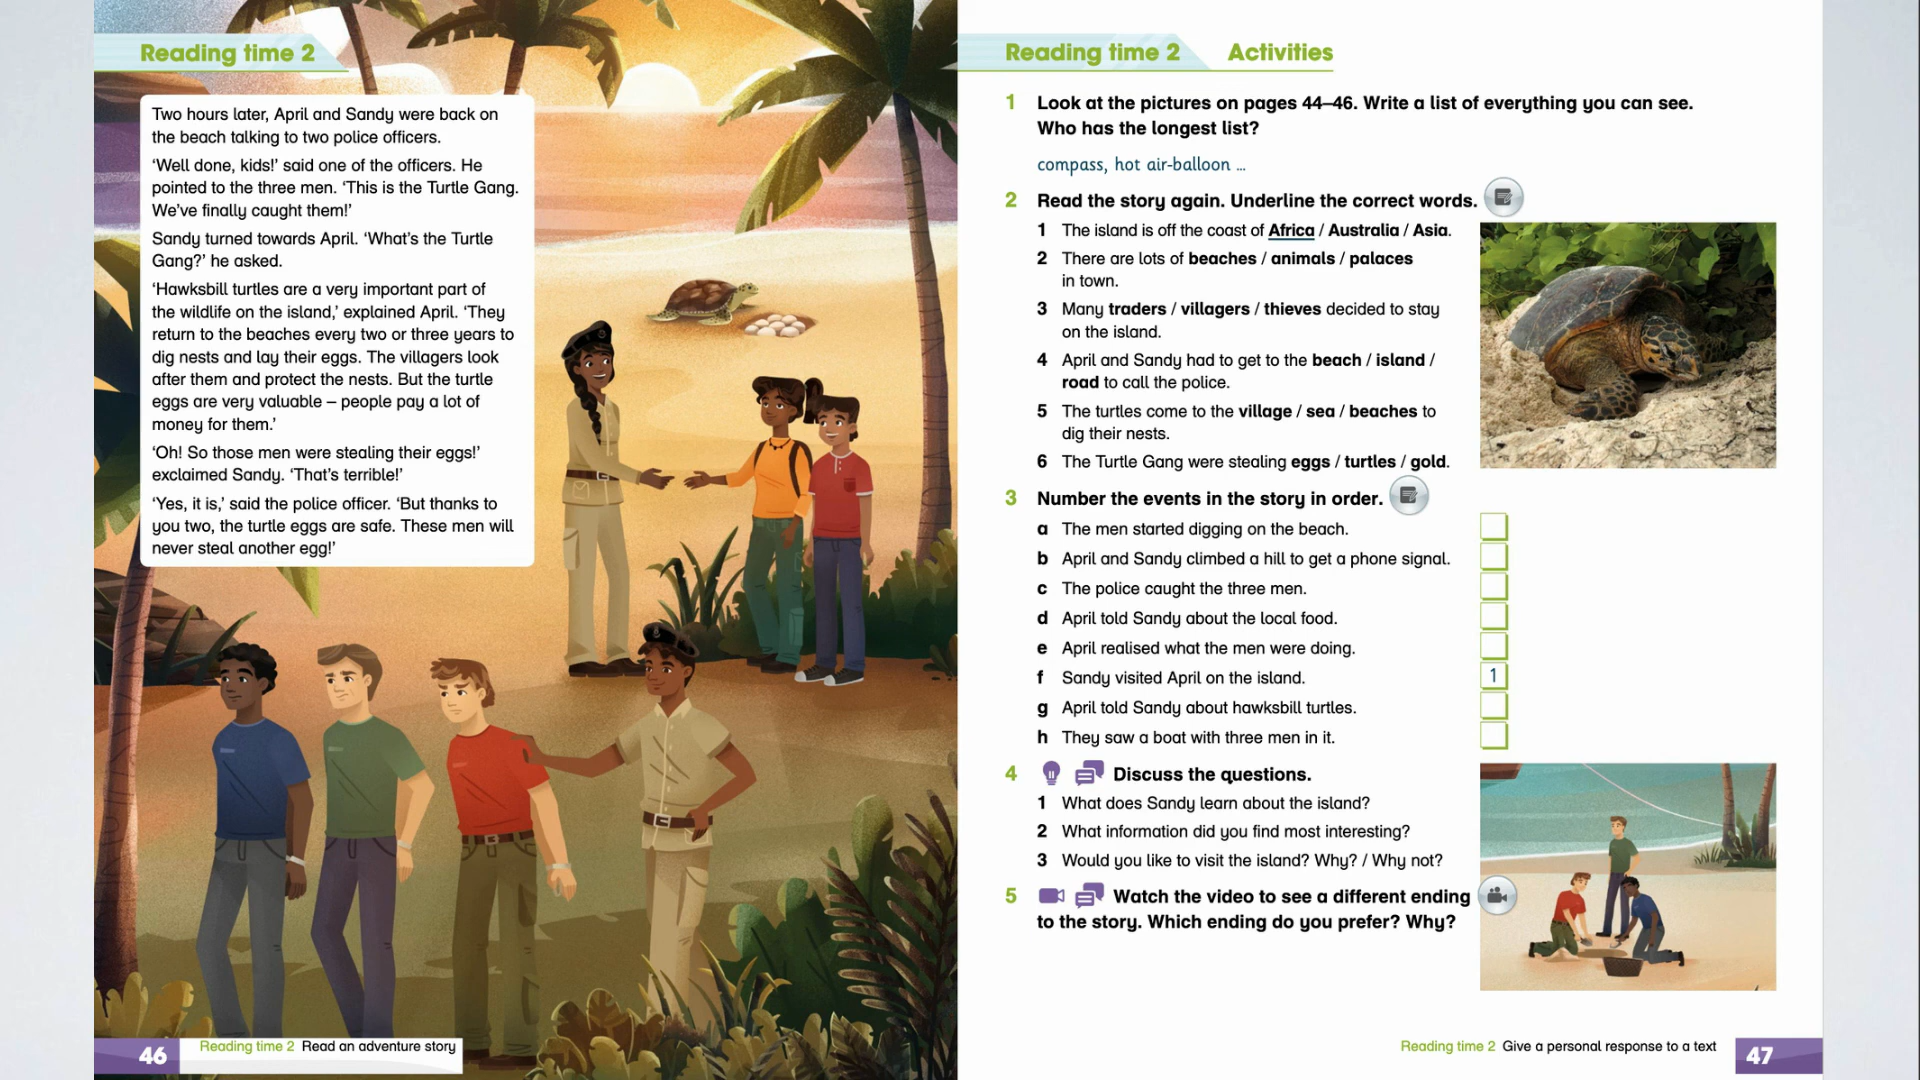 Reading time 2
Two hours later, April and Sandy were back on
the beach talking to two police officers.
‘Well done, kids!’ said one of the officers. He
pointed to the three men. ‘This is the Turtle Gang.
We’ve finally caught them!’
Sandy turned towards April. ‘What’s the Turtle
Gang?’ he asked.
‘Hawksbill turtles are a very important part of
the wildlife on the island,’ explained April. ‘They
return to the beaches every two or three years to
dig nests and lay their eggs. The villagers look
after them and protect the nests. But the turtle
eggs are very valuable – people pay a lot of
money for them.’
‘Oh! So those men were stealing their eggs!’
exclaimed Sandy. ‘That’s terrible!’
‘Yes, it is,’ said the police officer. ‘But thanks to
you two, the turtle eggs are safe. These men will
never steal another egg!’
46
Reading time 2 Read an adventure story
Reading time 2 Activities
1 Look at the pictures on pages 44–46. Write a list of everything you can see.
Who has the longest list?
compass, hot air-balloon ...
2 Read the story again. Underline the correct words.
1 The island is off the coast of Africa / Australia / Asia.
2 There are lots of beaches / animals / palaces
in town.
3 Many traders / villagers / thieves decided to stay
on the island.
4 April and Sandy had to get to the beach / island /
road to call the police.
5 The turtles come to the village / sea / beaches to
dig their nests.
6 The Turtle Gang were stealing eggs / turtles / gold.
3 Number the events in the story in order.
a The men started digging on the beach.
b April and Sandy climbed a hill to get a phone signal.
c The police caught the three men.
d April told Sandy about the local food.
e April realised what the men were doing.
f Sandy visited April on the island. 1
g April told Sandy about hawksbill turtles.
h They saw a boat with three men in it.
4 Discuss the questions.
1 What does Sandy learn about the island?
2 What information did you find most interesting?
3 Would you like to visit the island? Why? / Why not?
5 Watch the video to see a different ending
to the story. Which ending do you prefer? Why?
Reading time 2 Give a personal response to a text
47